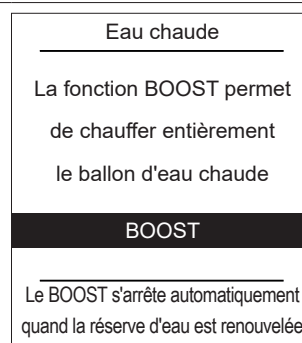 Eau chaude
La fonction BOOST permet
de chauffer entièrement
le ballon d'eau chaude
BOOST
Le BOOST s'arrête automatiquement
quand la réserve d'eau est renouvelée